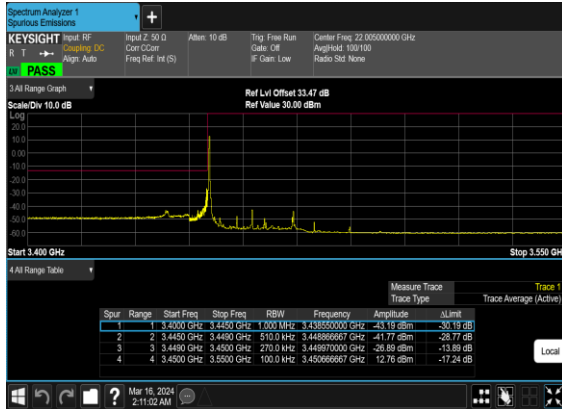 Spectrum Analyzer 1
Spurious Emissions
+
KEYSIGHT Input: RF
R T Coupling: DC
Align: Auto
LXI PASS
Input Z: 50 Ω
Corr CCorr
Freq Ref: Int (S)
Atten: 10 dB
Trig: Free Run
Gate: Off
IF Gain: Low
Center Freq: 22.005000000 GHz
Avg|Hold: 100/100
Radio Std: None
3 All Range Graph
Scale/Div 10.0 dB
Ref Lvl Offset 33.47 dB
Ref Value 30.00 dBm
Log
20.0
10.0
0.00
-10.0
-20.0
-30.0
-40.0
-50.0
-60.0
Start 3.400 GHz
Stop 3.550 GH
4 All Range Table
Measure Trace Trace 1
Trace Type Trace Average (Active)
Spur Range Start Freq Stop Freq RBW Frequency Amplitude ΔLimit
1 1 3.4000 GHz 3.4450 GHz 1.000 MHz 3.438550000 GHz -43.19 dBm -30.19 dB
2 2 3.4450 GHz 3.4490 GHz 510.0 kHz 3.448866667 GHz -41.77 dBm -28.77 dB
3 3 3.4490 GHz 3.4500 GHz 270.0 kHz 3.449970000 GHz -26.89 dBm -13.89 dB
4 4 3.4500 GHz 3.5500 GHz 100.0 kHz 3.450666667 GHz 12.76 dBm -17.24 dB
Local
?
Mar 16, 2024
2:11:02 AM